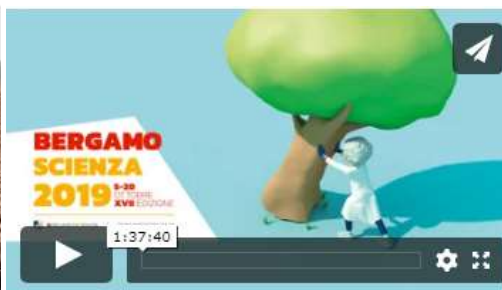 BERGAMO
SCIENZA
2019 5-20
OTTOBRE
XVII EDIZIONE
1:37:40